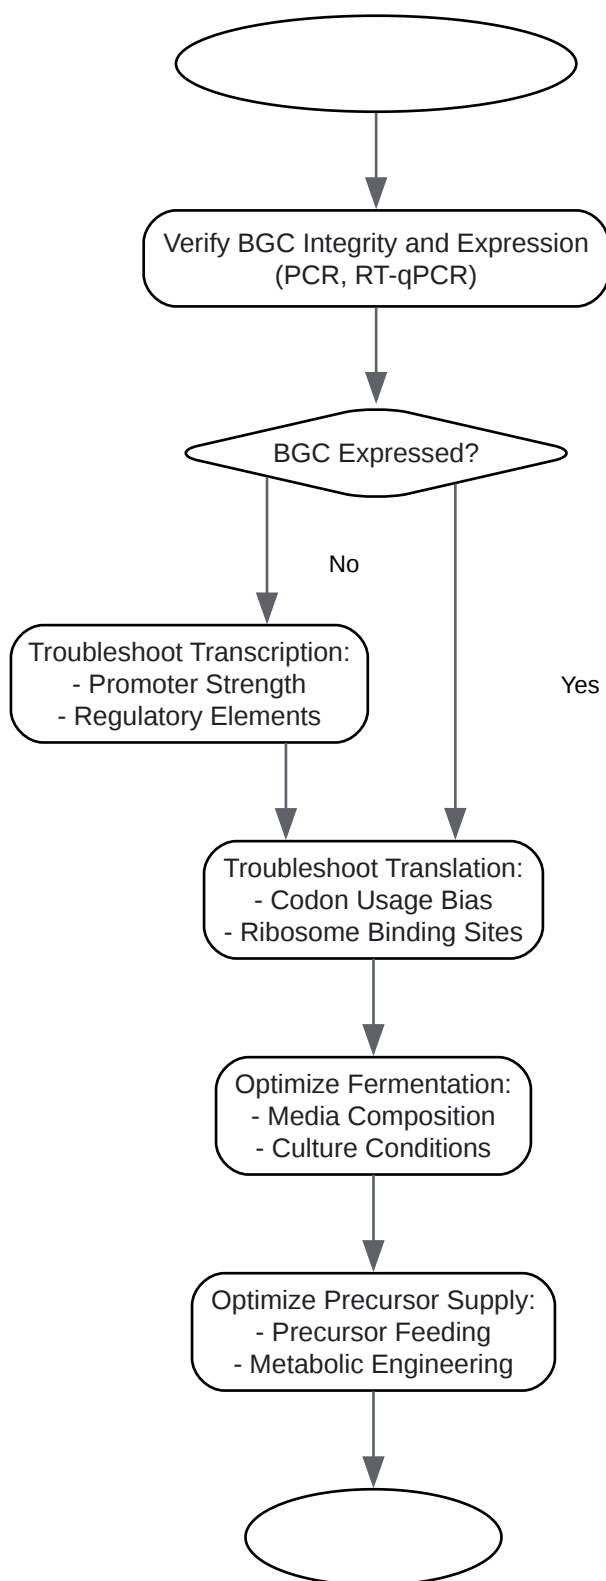 Verify BGC Integrity and Expression
(PCR, RT-qPCR)
BGC Expressed?
No
Troubleshoot Transcription:
- Promoter Strength
- Regulatory Elements
Yes
Troubleshoot Translation:
- Codon Usage Bias
- Ribosome Binding Sites
Optimize Fermentation:
- Media Composition
- Culture Conditions
Optimize Precursor Supply:
- Precursor Feeding
- Metabolic Engineering